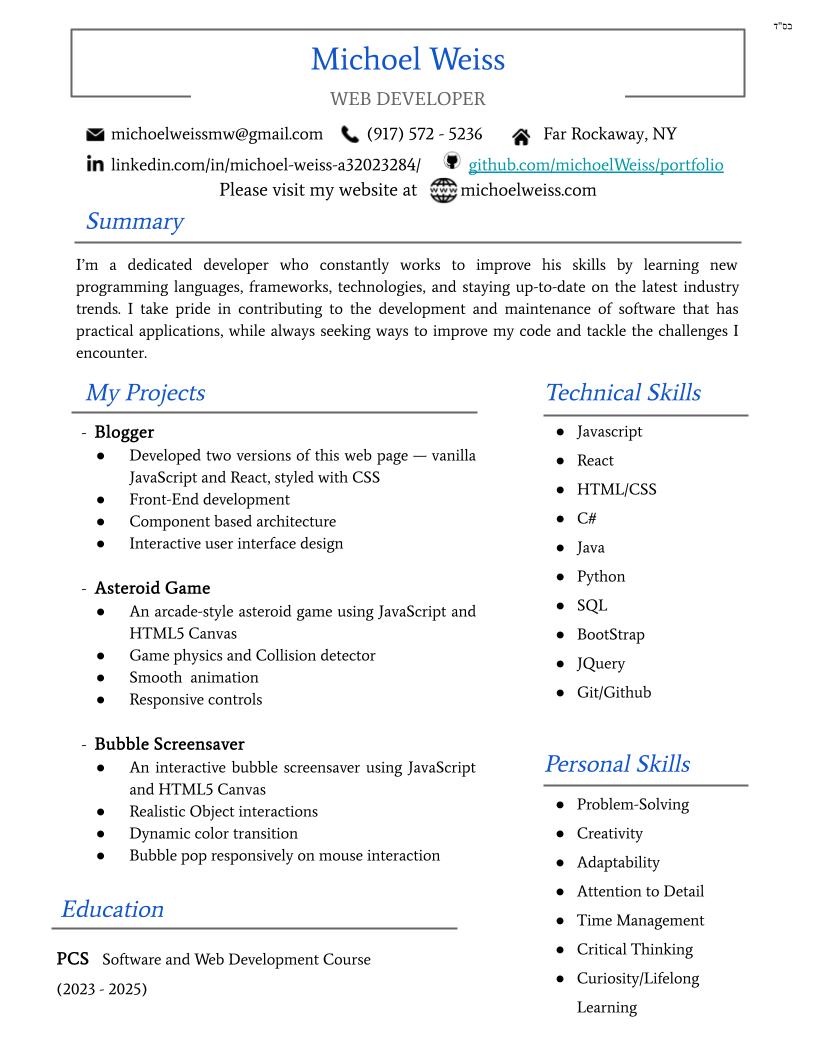 בס"ד
Michoel Weiss
WEB DEVELOPER
michoelweissmw@gmail.com (917) 572 - 5236 Far Rockaway, NY
linkedin.com/in/michoel-weiss-a32023284/ github.com/michoelWeiss/portfolio
Please visit my website at www michoelweiss.com
Summary
I'm a dedicated developer who constantly works to improve his skills by learning new
programming languages, frameworks, technologies, and staying up-to-date on the latest industry
trends. I take pride in contributing to the development and maintenance of software that has
practical applications, while always seeking ways to improve my code and tackle the challenges I
encounter.
My Projects
- Blogger
● Developed two versions of this web page — vanilla
JavaScript and React, styled with CSS
● Front-End development
● Component based architecture
● Interactive user interface design
- Asteroid Game
● An arcade-style asteroid game using JavaScript and
HTML5 Canvas
● Game physics and Collision detector
● Smooth animation
● Responsive controls
- Bubble Screensaver
● An interactive bubble screensaver using JavaScript
and HTML5 Canvas
● Realistic Object interactions
● Dynamic color transition
● Bubble pop responsively on mouse interaction
Education
PCS Software and Web Development Course
(2023 - 2025)
Technical Skills
● Javascript
● React
● HTML/CSS
● C#
● Java
● Python
● SQL
● BootStrap
● JQuery
● Git/Github
Personal Skills
● Problem-Solving
● Creativity
● Adaptability
● Attention to Detail
● Time Management
● Critical Thinking
● Curiosity/Lifelong
Learning